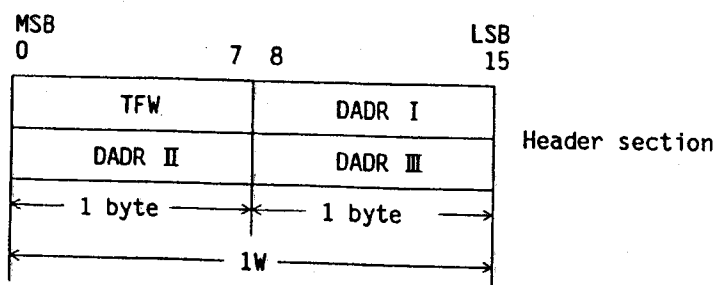 MSB LSB
0 7 8 15
TFW DADR I
DADR Ⅱ DADR Ⅲ Header section
1 byte 1 byte
1W